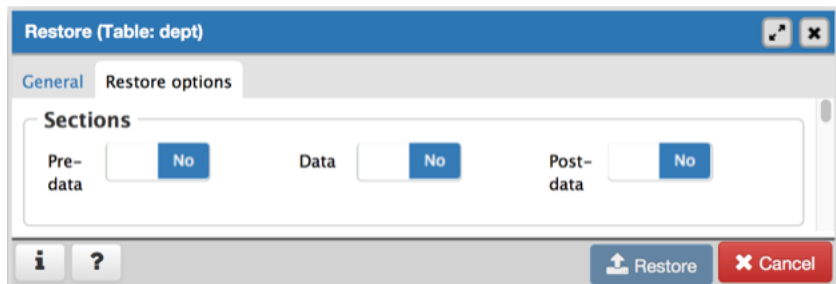 Restore (Table: dept)
General Restore options
Sections
Pre-
data
No
Data
No
Post-
data
No
i ?
Restore
Cancel